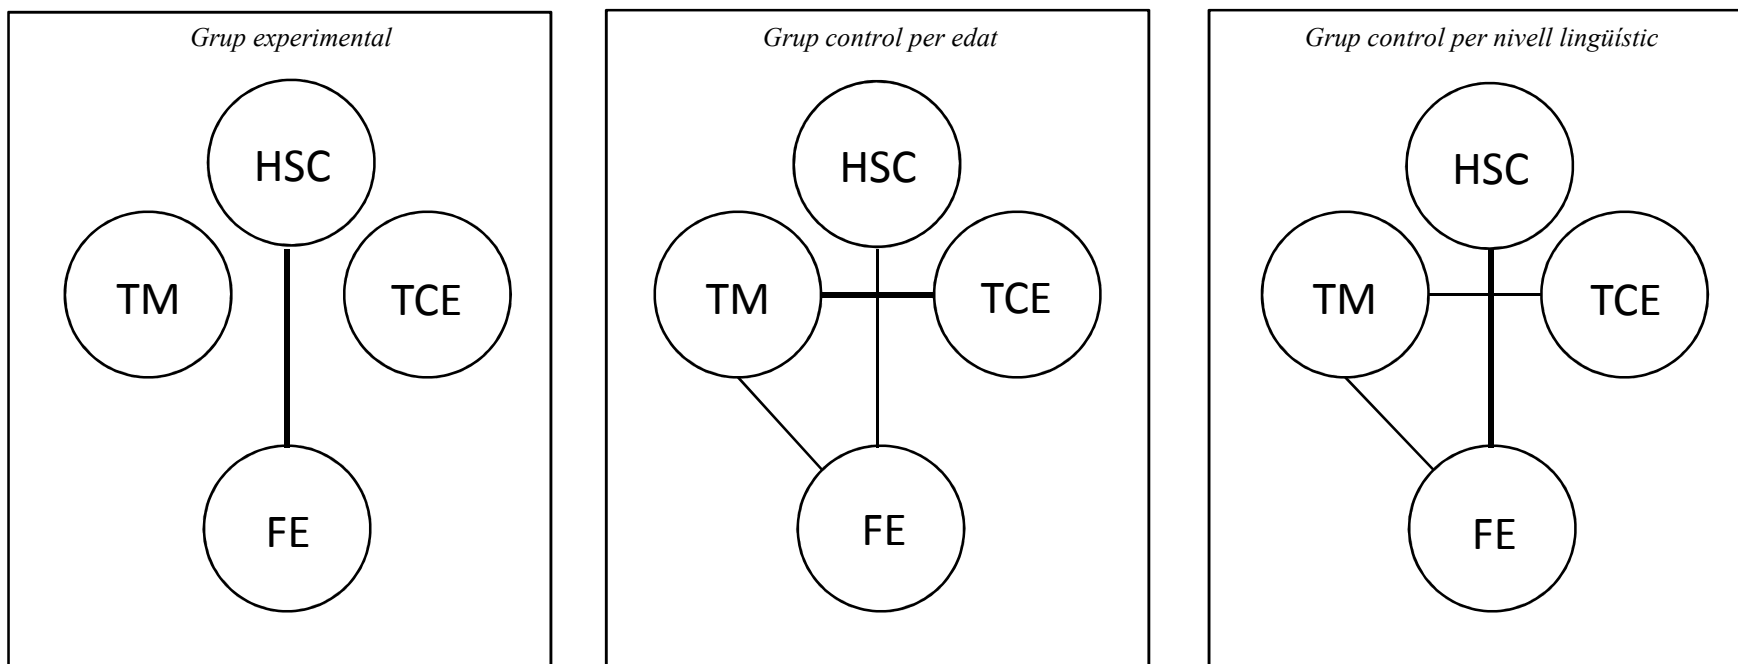 Grup experimental
HSC
TM
TCE
FE
Grup control per edat
HSC
TM
TCE
FE
Grup control per nivell lingüístic
HSC
TM
TCE
FE